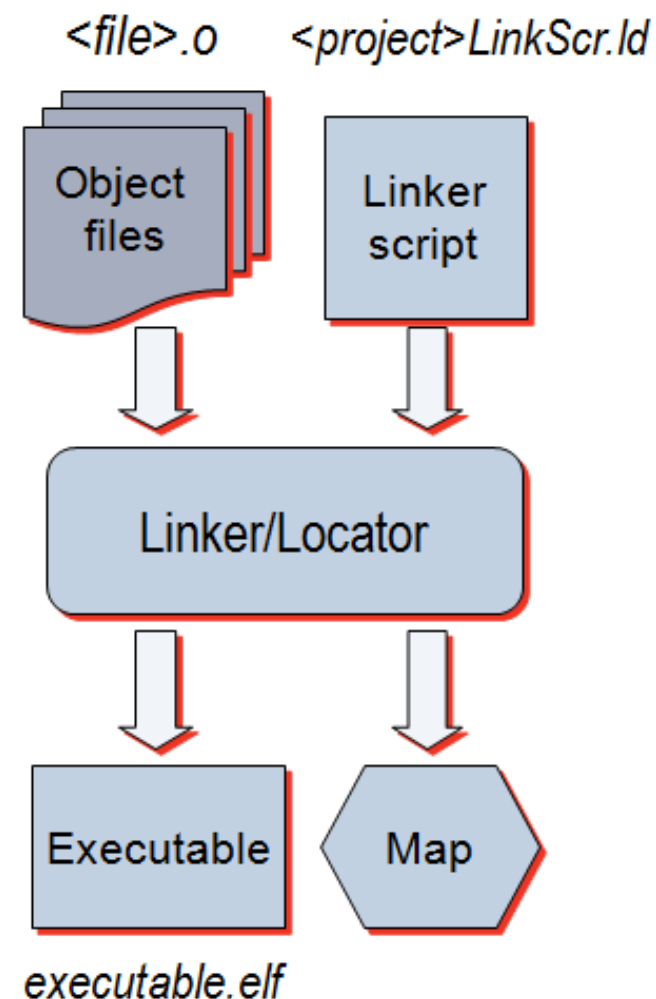 <file>.o <project>LinkScr.ld
Object
files
Linker
script
Linker/Locator
Executable
Map
executable.elf